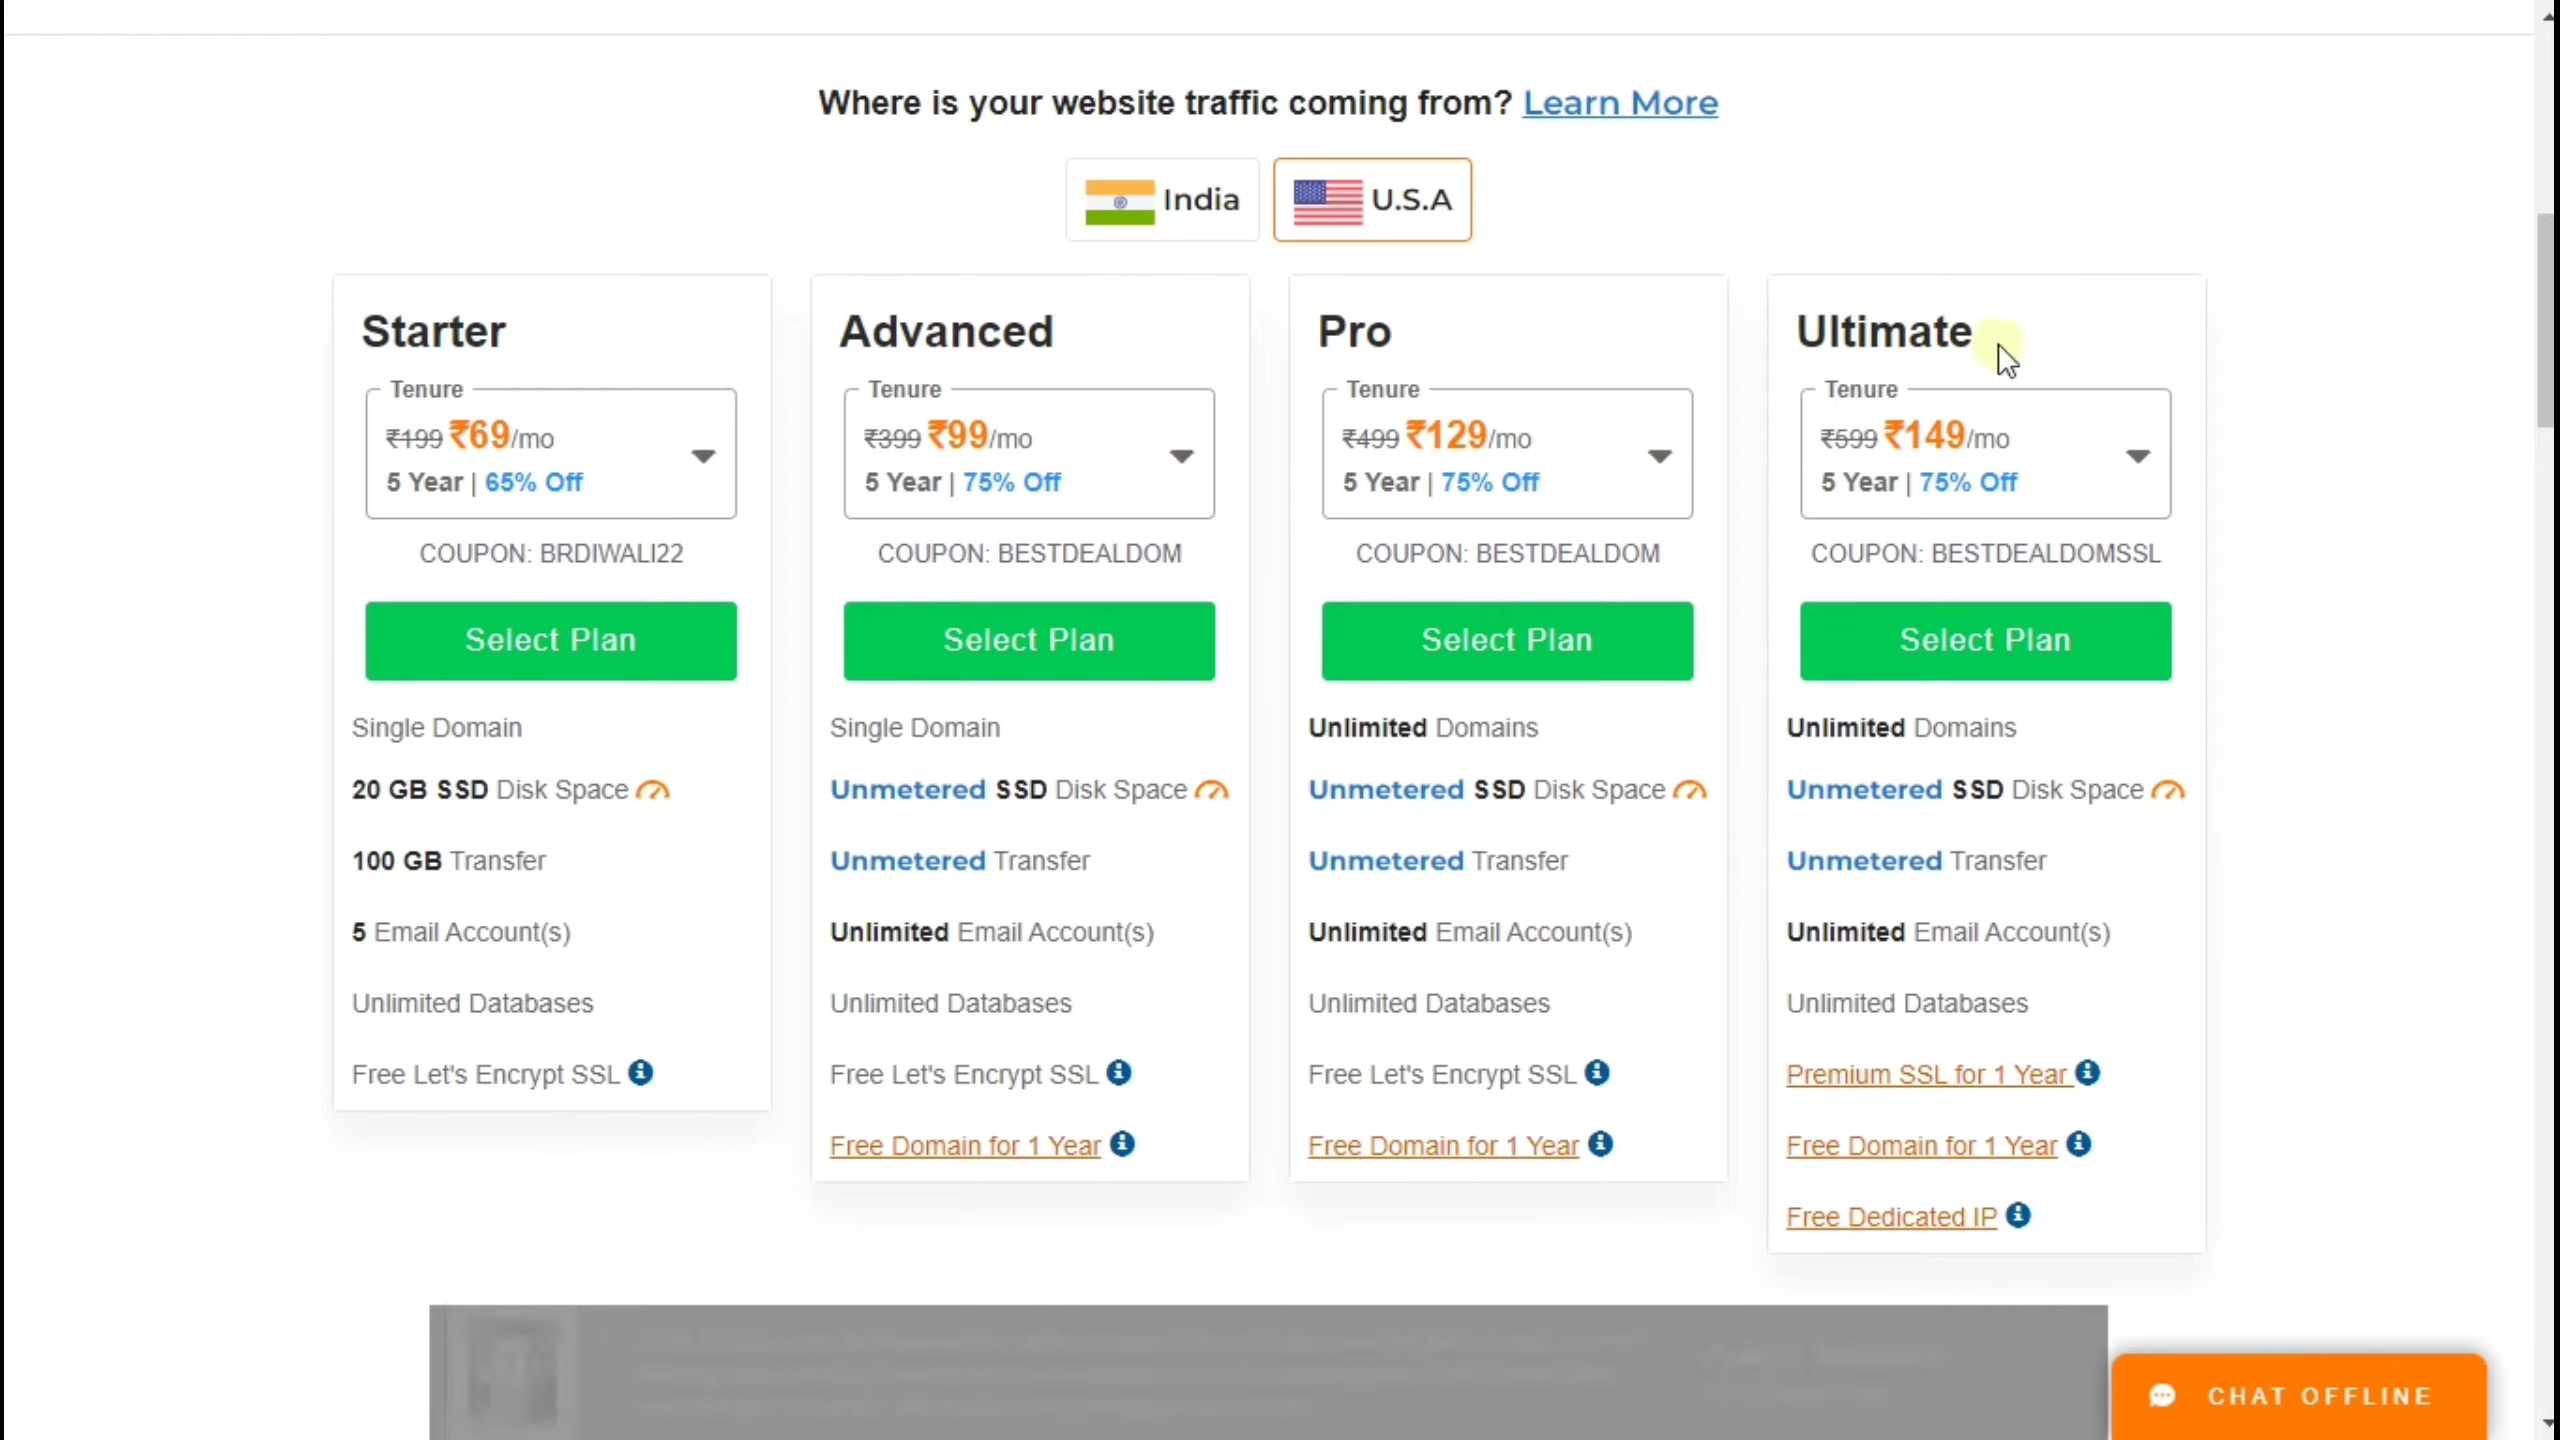 Where is your website traffic coming from? Learn More
India
U.S.A
Starter
Tenure
₹199 ₹69/mo
5 Year | 65% Off
COUPON: BRDIWALI22
Select Plan
Single Domain
20 GB SSD Disk Space
100 GB Transfer
5 Email Account(s)
Unlimited Databases
Free Let's Encrypt SSL
Advanced
Tenure
₹399 ₹99/mo
5 Year | 75% Off
COUPON: BESTDEALDOM
Select Plan
Single Domain
Unmetered SSD Disk Space
Unmetered Transfer
Unlimited Email Account(s)
Unlimited Databases
Free Let's Encrypt SSL
Free Domain for 1 Year
Pro
Tenure
₹499 ₹129/mo
5 Year | 75% Off
COUPON: BESTDEALDOM
Select Plan
Unlimited Domains
Unmetered SSD Disk Space
Unmetered Transfer
Unlimited Email Account(s)
Unlimited Databases
Free Let's Encrypt SSL
Free Domain for 1 Year
Ultimate
Tenure
₹599 ₹149/mo
5 Year | 75% Off
COUPON: BESTDEALDOMSSL
Select Plan
Unlimited Domains
Unmetered SSD Disk Space
Unmetered Transfer
Unlimited Email Account(s)
Unlimited Databases
Premium SSL for 1 Year
Free Domain for 1 Year
Free Dedicated IP
CHAT OFFLINE